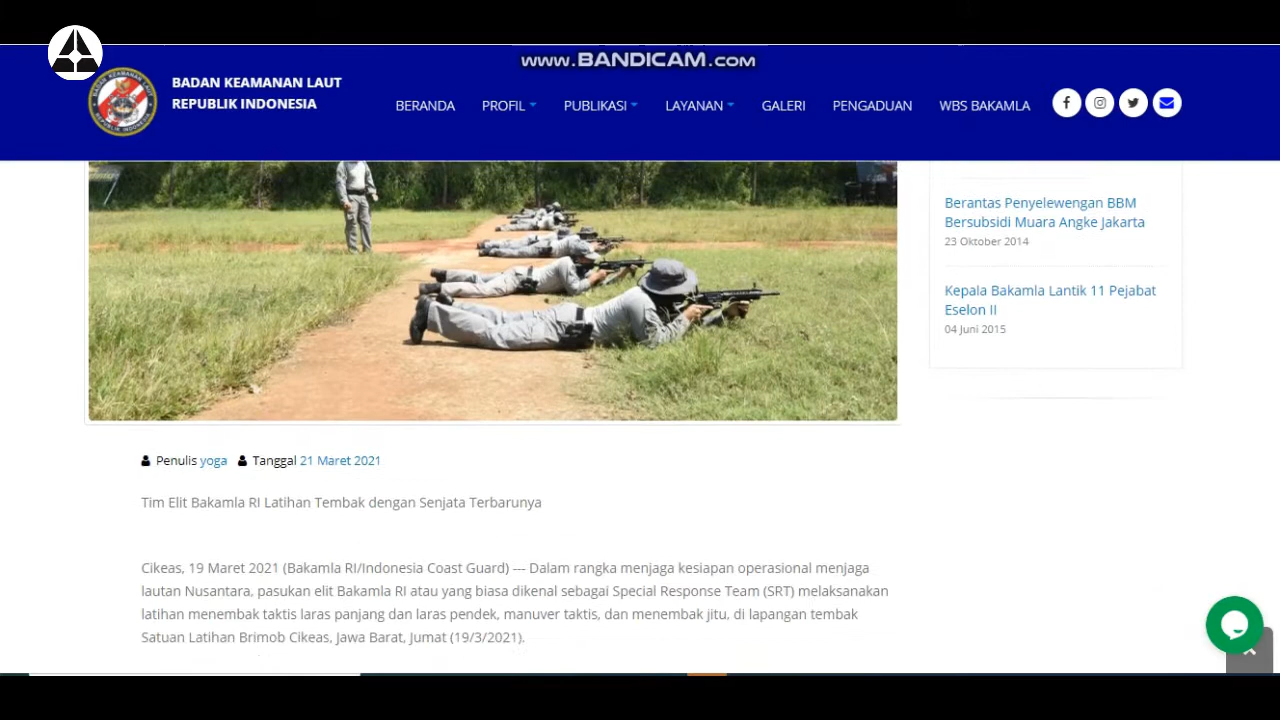 www.BANDICAM.com
BADAN KEAMANAN LAUT
REPUBLIK INDONESIA
BERANDA PROFIL PUBLIKASI LAYANAN GALERI PENGADUAN WBS BAKAMLA
Berantas Penyelewengan BBM
Bersubsidi Muara Angke Jakarta
23 Oktober 2014
Kepala Bakamla Lantik 11 Pejabat
Eselon II
04 Juni 2015
Penulis yoga Tanggal 21 Maret 2021
Tim Elit Bakamla RI Latihan Tembak dengan Senjata Terbarunya
Cikeas, 19 Maret 2021 (Bakamla RI/Indonesia Coast Guard) --- Dalam rangka menjaga kesiapan operasional menjaga
lautan Nusantara, pasukan elit Bakamla RI atau yang biasa dikenal sebagai Special Response Team (SRT) melaksanakan
latihan menembak taktis laras panjang dan laras pendek, manuver taktis, dan menembak jitu, di lapangan tembak
Satuan Latihan Brimob Cikeas, Jawa Barat, Jumat (19/3/2021).